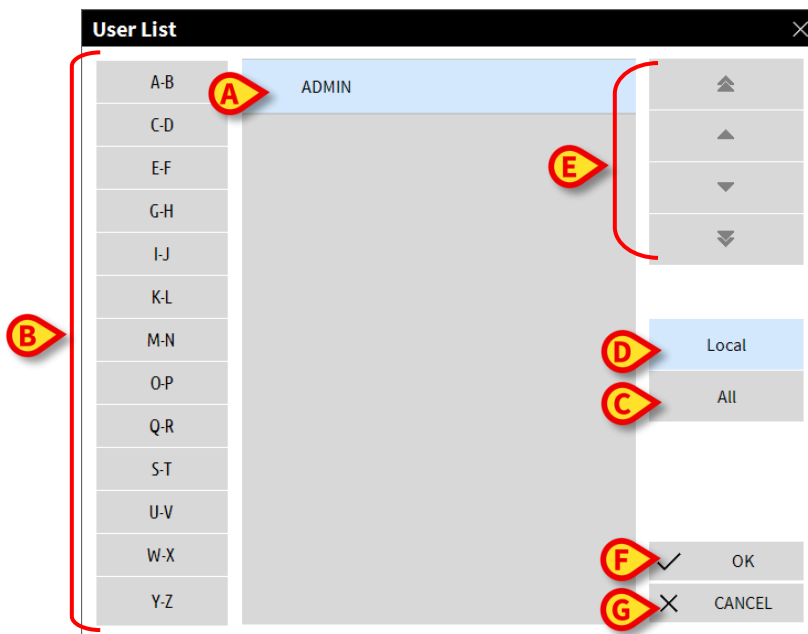 User List
A-B
A
ADMIN
C-D
E-F
E
G-H
I-J
K-L
B
M-N
D
Local
O-P
C
All
Q-R
S-T
U-V
W-X
F
OK
Y-Z
G
CANCEL